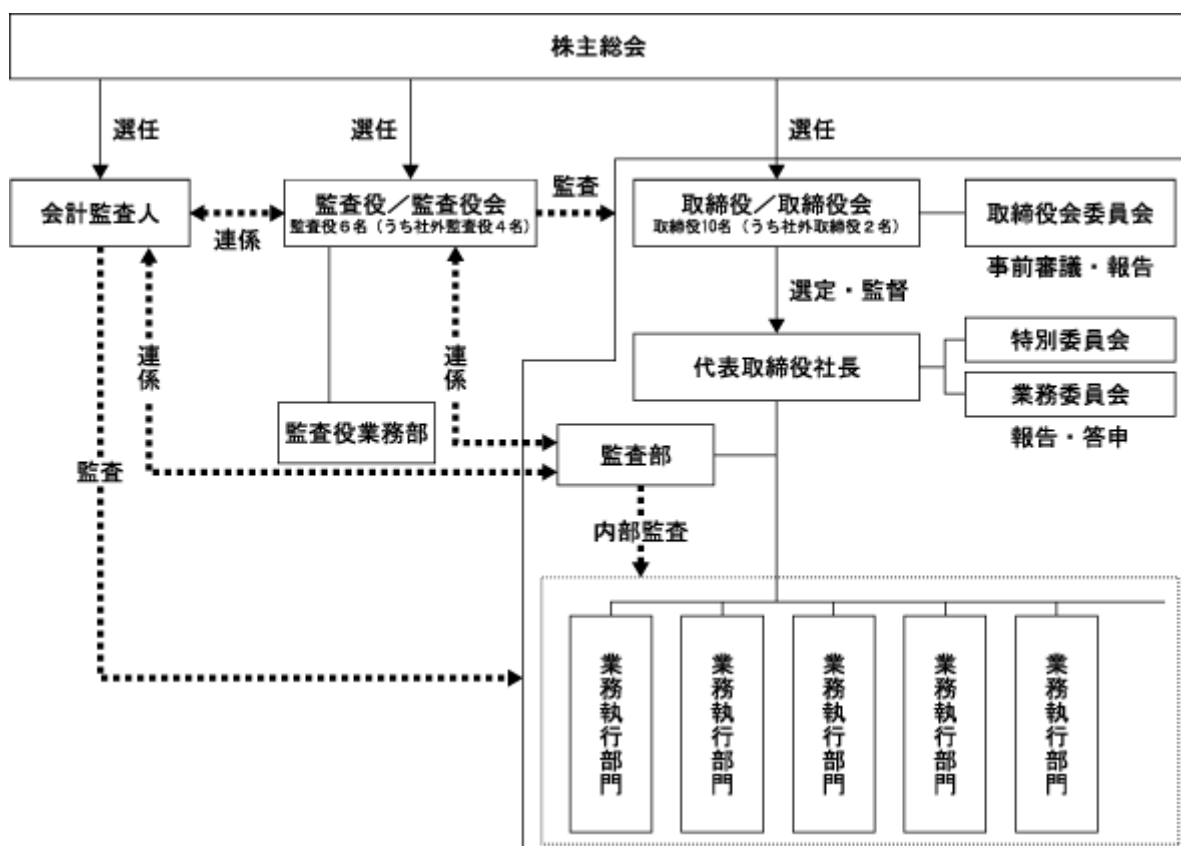 株主総会
選任
選任
選任
会計監査人
連係
監査役／監査役会
監査役6名（うち社外監査役4名）
監査
取締役／取締役会
取締役10名（うち社外取締役2名）
取締役会委員会
事前審議・報告
選定・監督
代表取締役社長
特別委員会
業務委員会
報告・答申
連係
連係
監査役業務部
監査部
監査
内部監査
業務執行部門
業務執行部門
業務執行部門
業務執行部門
業務執行部門